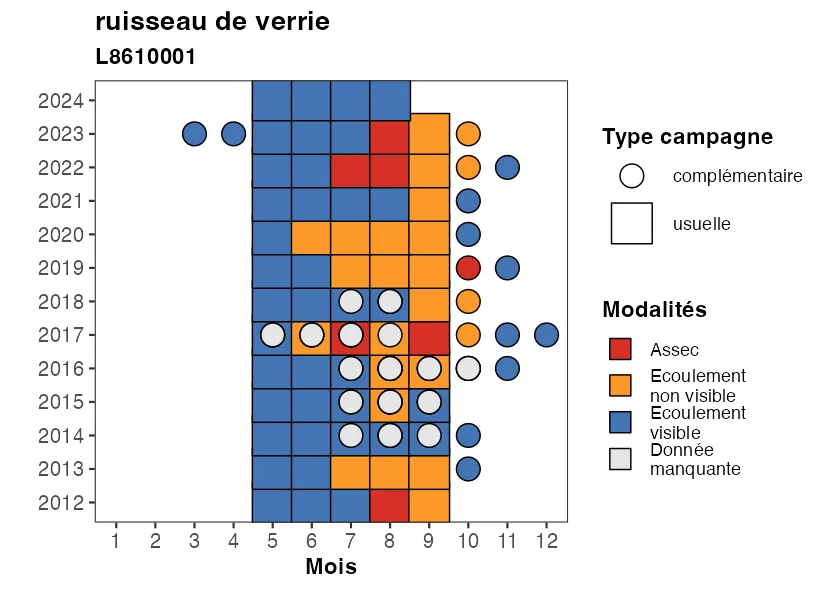 ruisseau de verrie
L8610001
2024
2023
2022
2021
2020
2019
2018
2017
2016
2015
2014
2013
2012
1 2 3 4 5 6 7 8 9 10 11 12
Mois
Type campagne
complémentaire
usuelle
Modalités
Assec
Ecoulement
non visible
Ecoulement
visible
Donnée
manquante